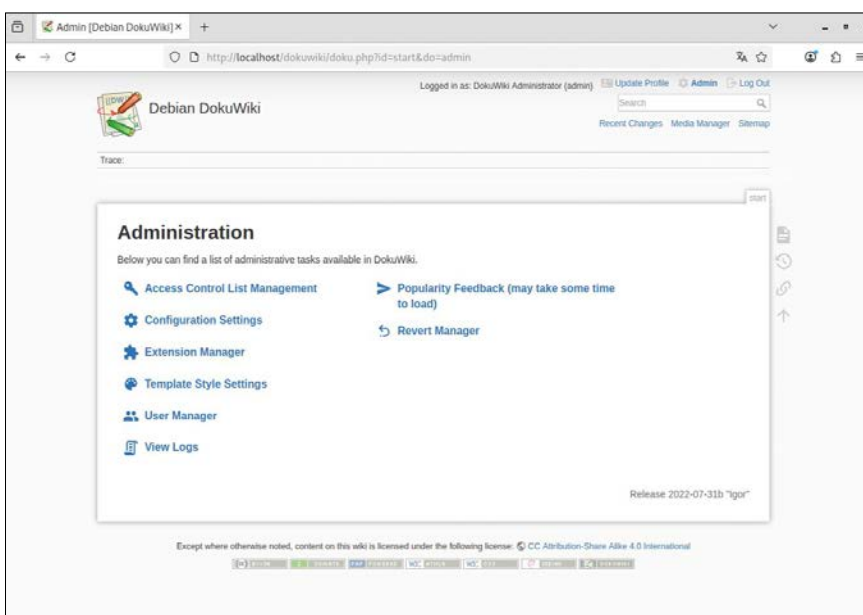 Admin [Debian DokuWiki]
http://localhost/dokuwiki/doku.php?id=start&do=admin
Logged in as: DokuWiki Administrator (admin) Update Profile Admin Log Out
Debian DokuWiki
Search
Recent Changes Media Manager Sitemap
Trace:
start
Administration
Below you can find a list of administrative tasks available in DokuWiki.
Access Control List Management
Configuration Settings
Extension Manager
Template Style Settings
User Manager
View Logs
Popularity Feedback (may take some time
to load)
Revert Manager
Release 2022-07-31b "Igor"
Except where otherwise noted, content on this wiki is licensed under the following license: CC Attribution-Share Alike 4.0 International